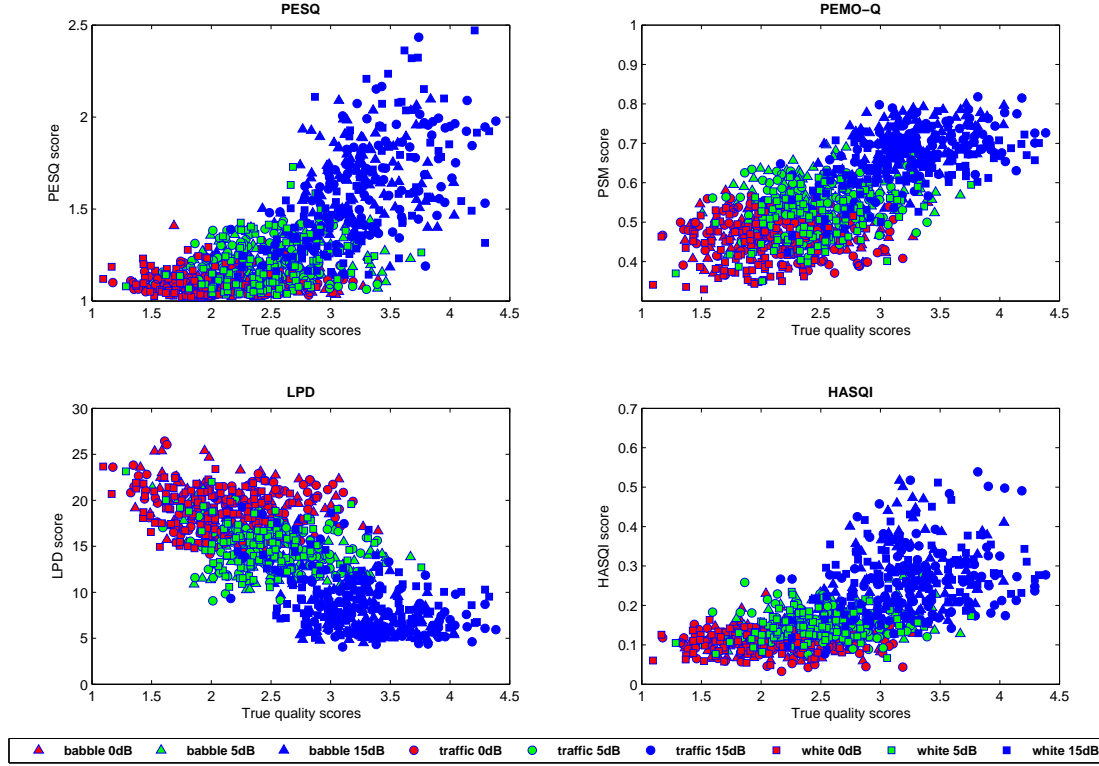 PESQ
2.5
2
1.5
1
PESQ score
1 1.5 2 2.5 3 3.5 4 4.5
True quality scores
PEMO−Q
1
0.9
0.8
0.7
0.6
0.5
0.4
PSM score
1 1.5 2 2.5 3 3.5 4 4.5
True quality scores
LPD
30
25
20
15
10
5
0
LPD score
1 1.5 2 2.5 3 3.5 4 4.5
True quality scores
HASQI
0.7
0.6
0.5
0.4
0.3
0.2
0.1
0
HASQI score
1 1.5 2 2.5 3 3.5 4 4.5
True quality scores
babble 0dB babble 5dB babble 15dB traffic 0dB traffic 5dB traffic 15dB white 0dB white 5dB white 15dB